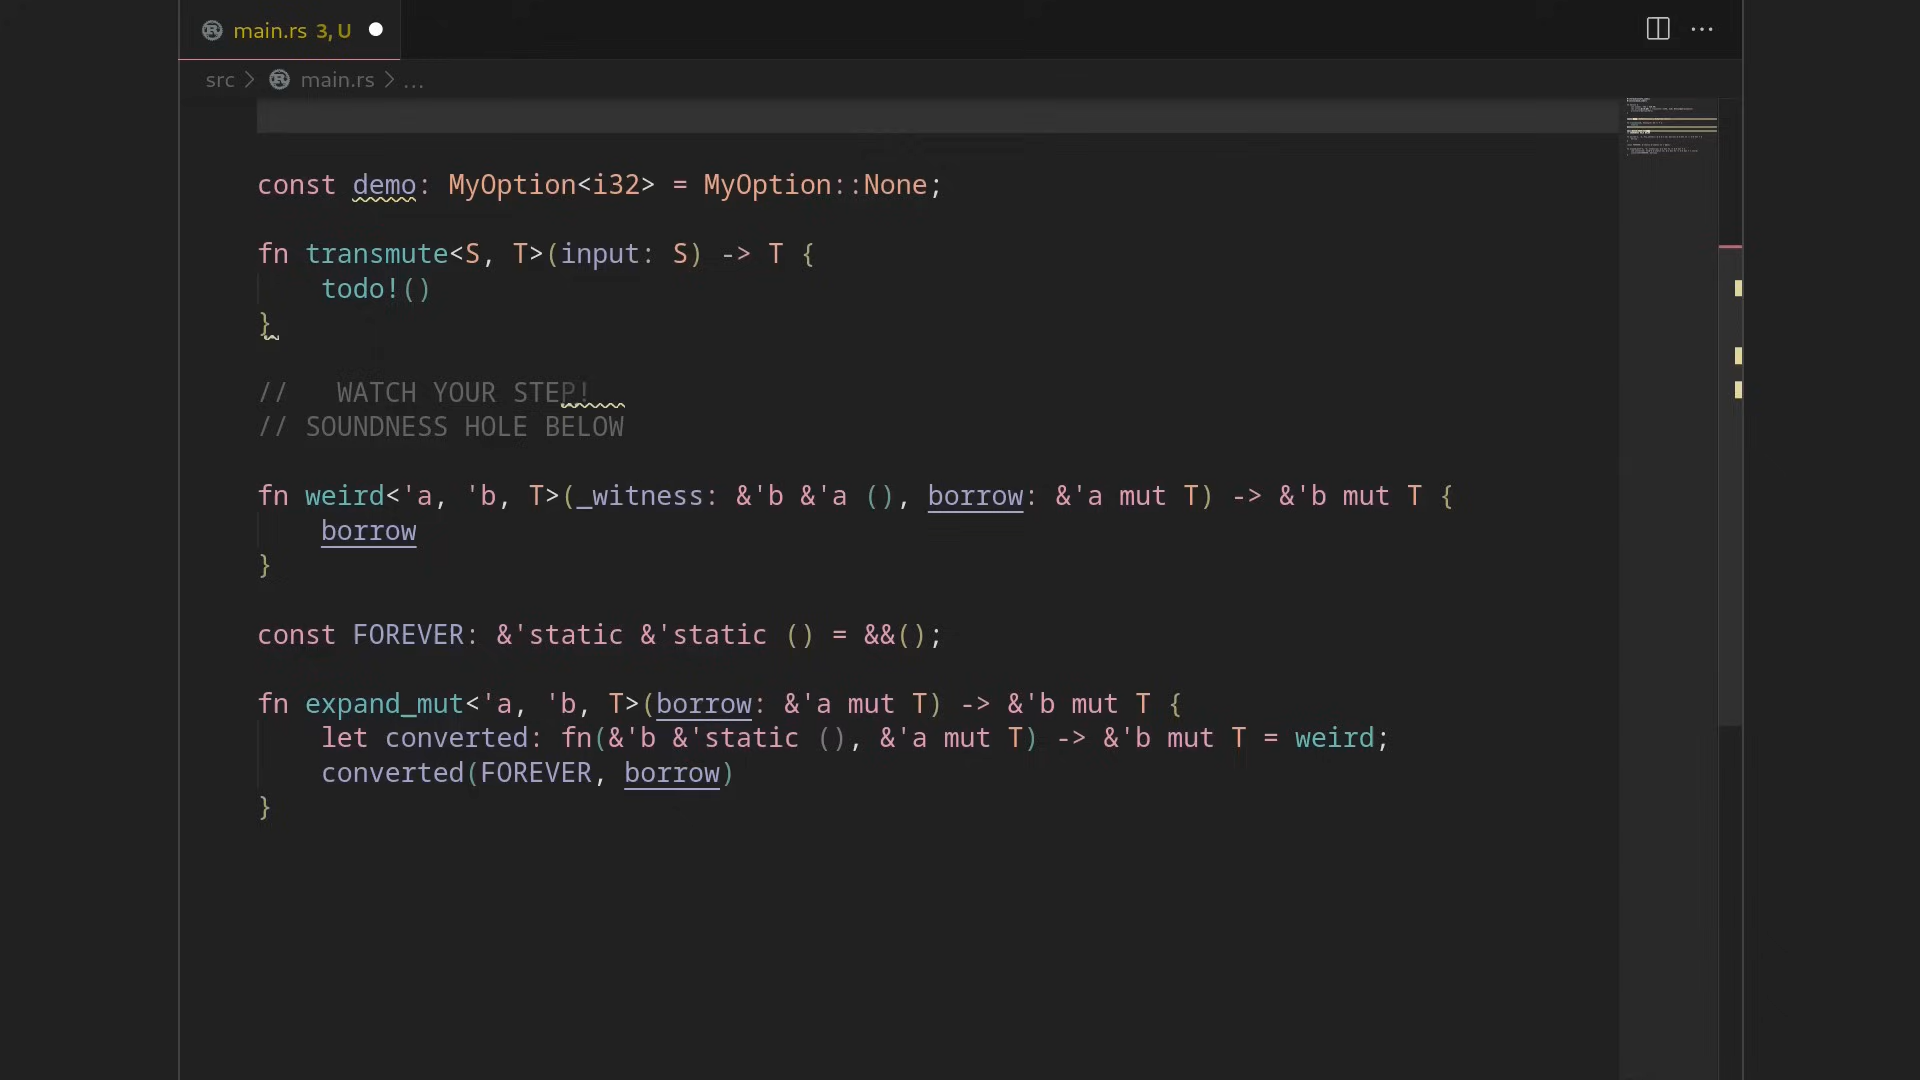 main.rs 3, U
src > main.rs > ...
const demo: MyOption<i32> = MyOption::None;
fn transmute<S, T>(input: S) -> T {
    todo!()
}
//   WATCH YOUR STEP!
// SOUNDNESS HOLE BELOW
fn weird<'a, 'b, T>(_witness: &'b &'a (), borrow: &'a mut T) -> &'b mut T {
    borrow
}
const FOREVER: &'static &'static () = &&();
fn expand_mut<'a, 'b, T>(borrow: &'a mut T) -> &'b mut T {
    let converted: fn(&'b &'static (), &'a mut T) -> &'b mut T = weird;
    converted(FOREVER, borrow)
}